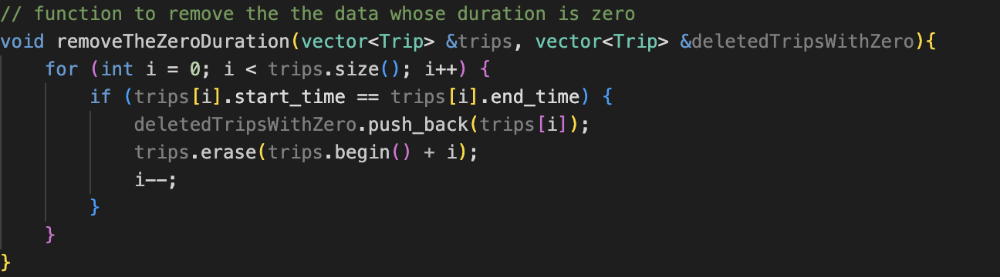 // function to remove the the data whose duration is zero
void removeTheZeroDuration(vector<Trip> &trips, vector<Trip> &deletedTripsWithZero){
    for (int i = 0; i < trips.size(); i++) {
        if (trips[i].start_time == trips[i].end_time) {
            deletedTripsWithZero.push_back(trips[i]);
            trips.erase(trips.begin() + i);
            i--;
        }
    }
}